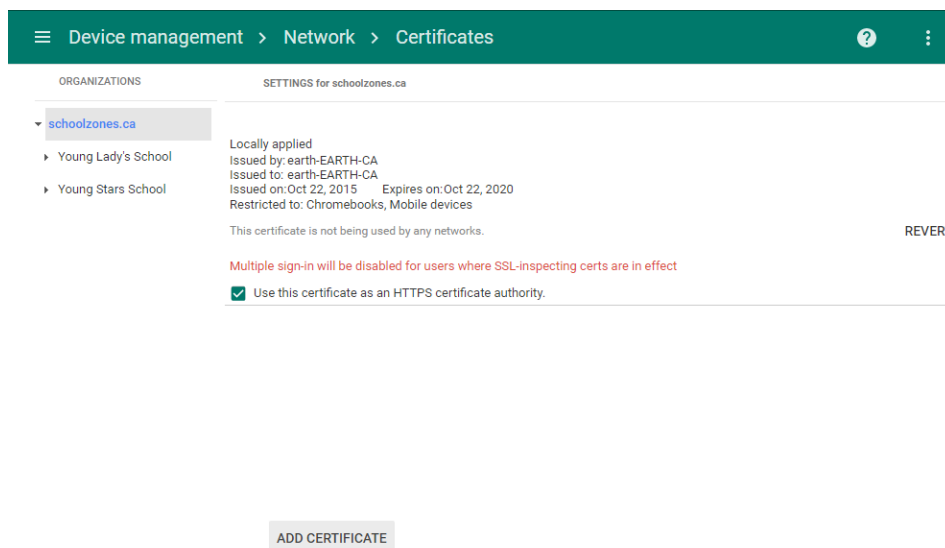 Device management > Network > Certificates
ORGANIZATIONS
SETTINGS for schoolzones.ca
schoolzones.ca
Young Lady's School
Young Stars School
Locally applied
Issued by: earth-EARTH-CA
Issued to: earth-EARTH-CA
Issued on:Oct 22, 2015 Expires on:Oct 22, 2020
Restricted to: Chromebooks, Mobile devices
This certificate is not being used by any networks.
REVER
Multiple sign-in will be disabled for users where SSL-inspecting certs are in effect
Use this certificate as an HTTPS certificate authority.
ADD CERTIFICATE